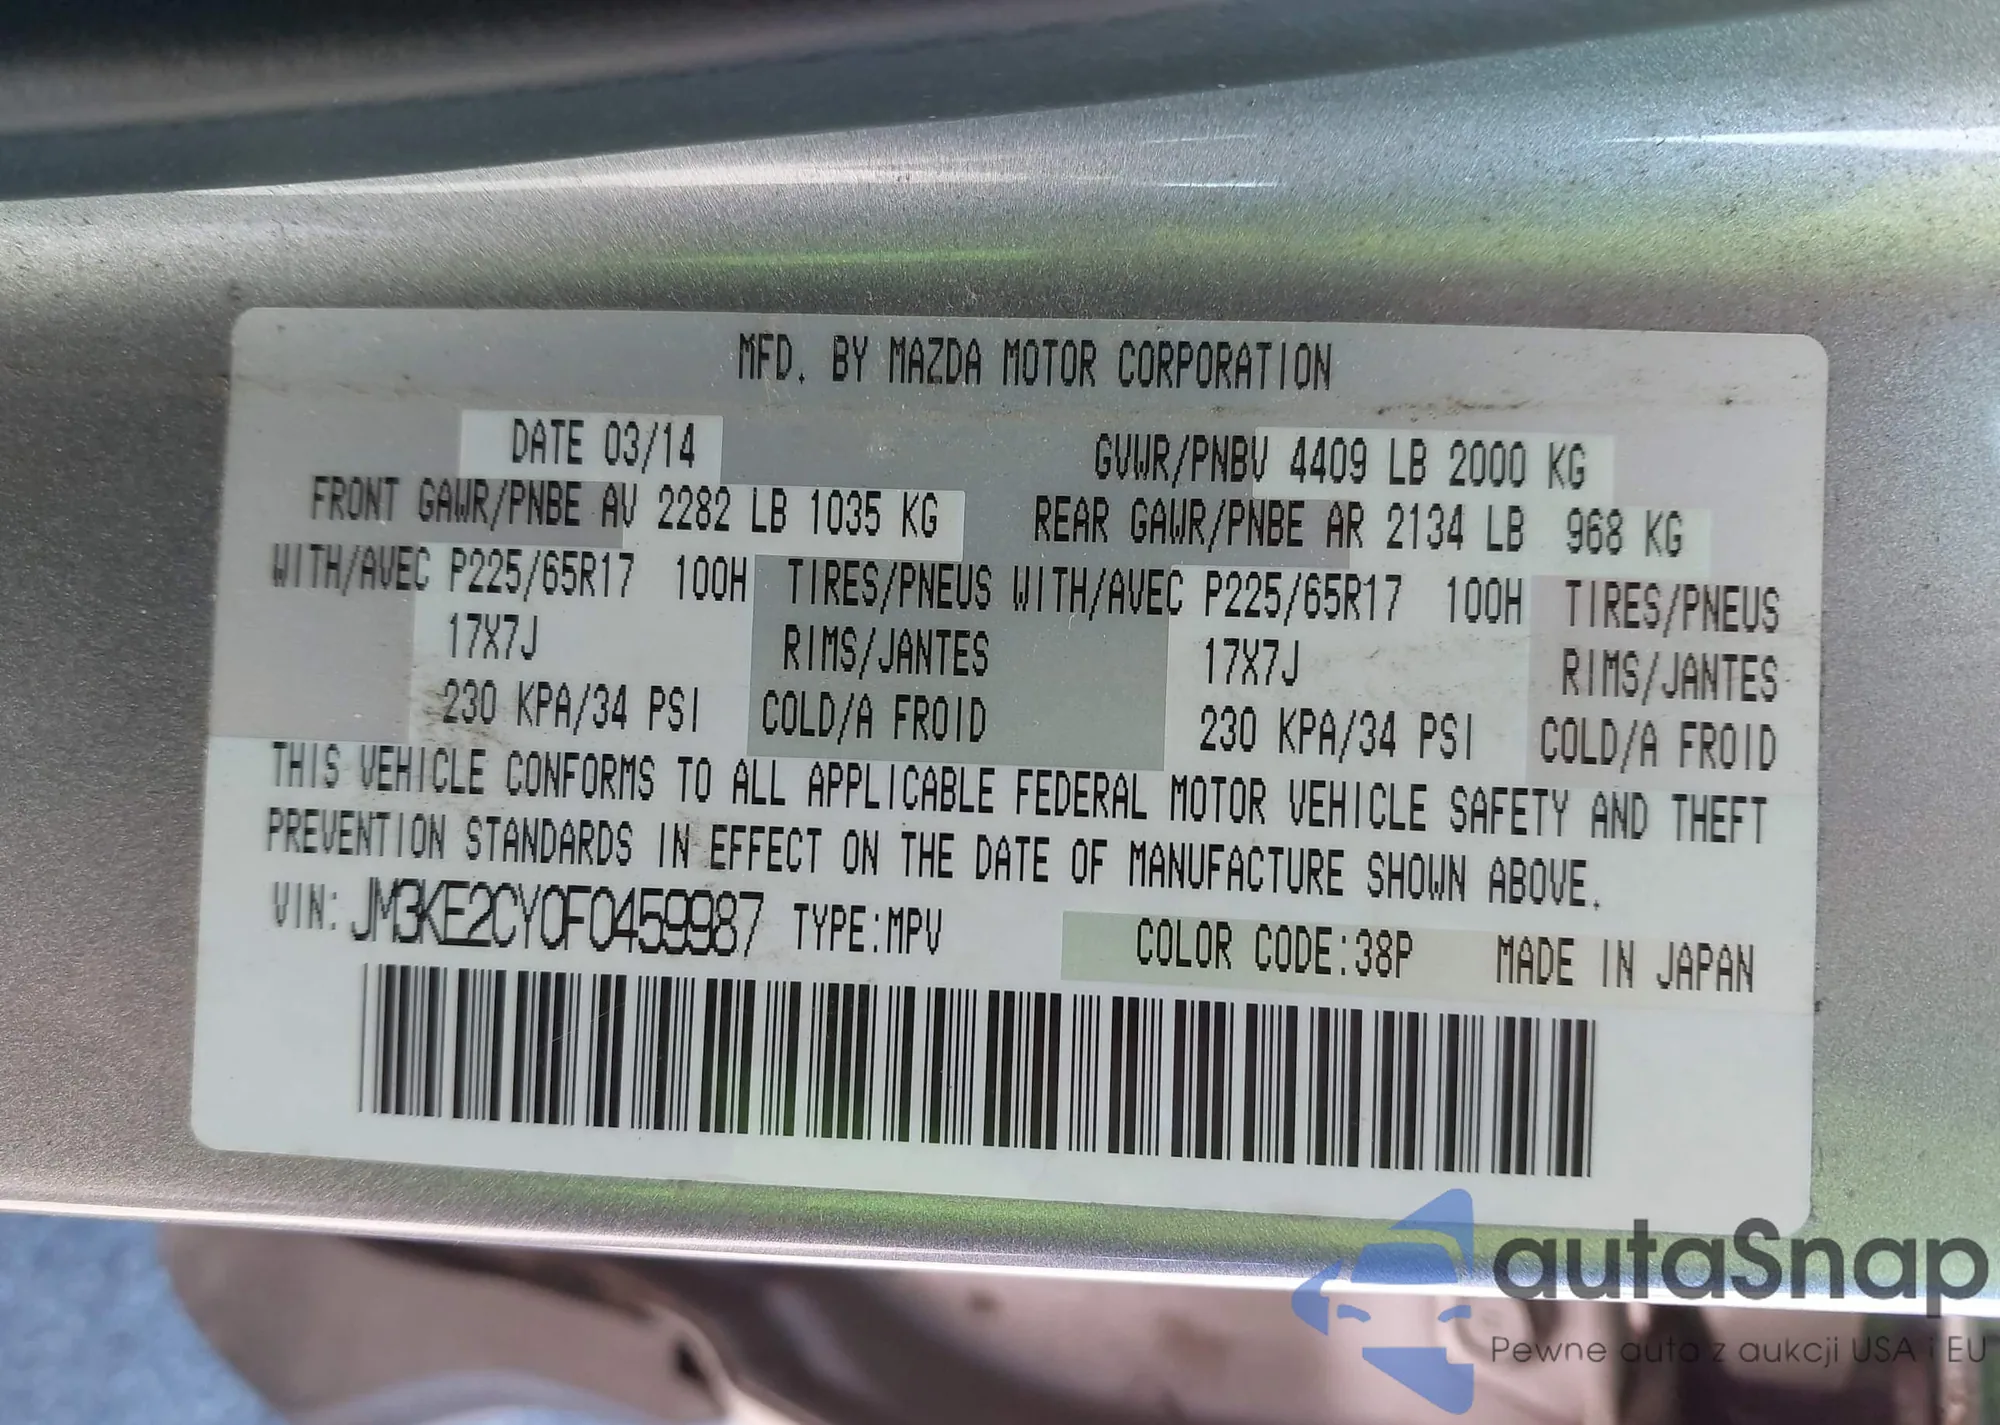 MFD. BY MAZDA MOTOR CORPORATION
DATE 03/14 GVWR/PNBV 4409 LB 2000 KG
FRONT GAWR/PNBE AV 2282 LB 1035 KG REAR GAWR/PNBE AR 2134 LB 968 KG
WITH/AVEC P225/65R17 100H TIRES/PNEUS WITH/AVEC P225/65R17 100H TIRES/PNEUS
17X7J RIMS/JANTES 17X7J RIMS/JANTES
230 KPA/34 PSI COLD/A FROID 230 KPA/34 PSI COLD/A FROID
THIS VEHICLE CONFORMS TO ALL APPLICABLE FEDERAL MOTOR VEHICLE SAFETY AND THEFT
PREVENTION STANDARDS IN EFFECT ON THE DATE OF MANUFACTURE SHOWN ABOVE.
VIN: JM3KE2CY0F0459987 TYPE:MPV COLOR CODE:38P MADE IN JAPAN
autaSnap
Pewne auta z aukcji USA i EU